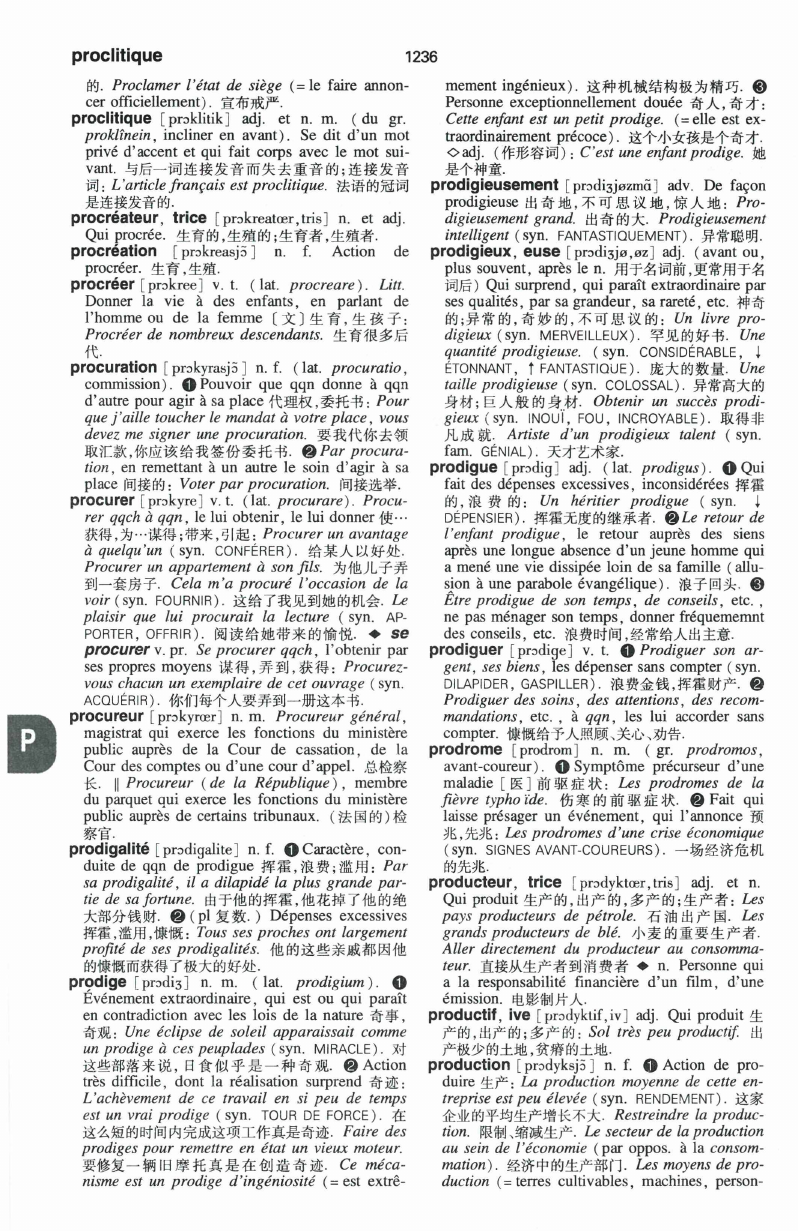 proclitique
1236
的. Proclamer l'état de siège (= le faire annon-
cer officiellement). 宣布戒严.
proclitique [prɔklitik] adj. et n. m. ( du gr.
proklînein, incliner en avant). Se dit d'un mot
privé d'accent et qui fait corps avec le mot sui-
vant. 与后一词连接发音而失去重音的;连接发音
词: L'article français est proclitique. 法语的冠词
是连接发音的.
procréateur, trice [prɔkreatœr,tris] n. et adj.
Qui procrée. 生育的,生殖的;生育者,生殖者.
procréation [prɔkreasjɔ̃] n. f. Action de
procréer. 生育,生殖.
procréer [prɔkree] v. t. ( lat. procreare). Litt.
Donner la vie à des enfants, en parlant de
l'homme ou de la femme 〔文〕生育,生孩子:
Procréer de nombreux descendants. 生育很多后
代.
procuration [prɔkyrasjɔ̃] n. f. ( lat. procuratio,
commission). ❶ Pouvoir que qqn donne à qqn
d'autre pour agir à sa place 代理权,委托书: Pour
que j'aille toucher le mandat à votre place, vous
devez me signer une procuration. 要我代你去领
取汇款,你应该给我签份委托书. ❷ Par procura-
tion, en remettant à un autre le soin d'agir à sa
place 间接的: Voter par procuration. 间接选举.
procurer [prɔkyre] v. t. (lat. procurare). Procu-
rer qqch à qqn, le lui obtenir, le lui donner 使…
获得,为…谋得;带来,引起: Procurer un avantage
à quelqu'un ( syn. CONFÉRER). 给某人以好处.
Procurer un appartement à son fils. 为他儿子弄
到一套房子. Cela m'a procuré l'occasion de la
voir (syn. FOURNIR). 这给了我见到她的机会. Le
plaisir que lui procurait la lecture ( syn. AP-
PORTER, OFFRIR). 阅读给她带来的愉悦. ◆ se
procurer v. pr. Se procurer qqch, l'obtenir par
ses propres moyens 谋得,弄到,获得: Procurez-
vous chacun un exemplaire de cet ouvrage ( syn.
ACQUÉRIR). 你们每个人要弄到一册这本书.
procureur [prɔkyrœr] n. m. Procureur général,
magistrat qui exerce les fonctions du ministère
public auprès de la Cour de cassation, de la
Cour des comptes ou d'une cour d'appel. 总检察
长. ‖ Procureur (de la République), membre
du parquet qui exerce les fonctions du ministère
public auprès de certains tribunaux. (法国的)检
察官.
prodigalité [prɔdigalite] n. f. ❶ Caractère, con-
duite de qqn de prodigue 挥霍,浪费;滥用: Par
sa prodigalité, il a dilapidé la plus grande par-
tie de sa fortune. 由于他的挥霍,他花掉了他的绝
大部分钱财. ❷ (pl 复数.) Dépenses excessives
挥霍,滥用,慷慨: Tous ses proches ont largement
profité de ses prodigalités. 他的这些亲戚都因他
的慷慨而获得了极大的好处.
prodige [prɔdiʒ] n. m. ( lat. prodigium). ❶
Événement extraordinaire, qui est ou qui paraît
en contradiction avec les lois de la nature 奇事,
奇观: Une éclipse de soleil apparaissait comme
un prodige à ces peuplades ( syn. MIRACLE). 对
这些部落来说,日食似乎是一种奇观. ❷ Action
très difficile, dont la réalisation surprend 奇迹:
L'achèvement de ce travail en si peu de temps
est un vrai prodige ( syn. TOUR DE FORCE). 在
这么短的时间内完成这项工作真是奇迹. Faire des
prodiges pour remettre en état un vieux moteur.
要修复一辆旧摩托真是在创造奇迹. Ce méca-
nisme est un prodige d'ingéniosité (= est extrê-
P
mement ingénieux). 这种机械结构极为精巧. ❸
Personne exceptionnellement douée 奇人,奇才:
Cette enfant est un petit prodige. (= elle est ex-
traordinairement précoce). 这个小女孩是个奇才.
◇ adj. (作形容词): C'est une enfant prodige. 她
是个神童.
prodigieusement [prɔdiʒjøzmɑ̃] adv. De façon
prodigieuse 出奇地,不可思议地,惊人地: Pro-
digieusement grand. 出奇的大. Prodigieusement
intelligent (syn. FANTASTIQUEMENT). 异常聪明.
prodigieux, euse [prɔdiʒjø,øz] adj. (avant ou,
plus souvent, après le n. 用于名词前,更常用于名
词后) Qui surprend, qui paraît extraordinaire par
ses qualités, par sa grandeur, sa rareté, etc. 神奇
的;异常的,奇妙的,不可思议的: Un livre pro-
digieux ( syn. MERVEILLEUX). 罕见的好书. Une
quantité prodigieuse. ( syn. CONSIDÉRABLE, ↓
ÉTONNANT, ↑ FANTASTIQUE). 庞大的数量. Une
taille prodigieuse (syn. COLOSSAL). 异常高大的
身材;巨人般的身材. Obtenir un succès prodi-
gieux ( syn. INOUÏ, FOU, INCROYABLE). 取得非
凡成就. Artiste d'un prodigieux talent ( syn.
fam. GÉNIAL). 天才艺术家.
prodigue [prɔdig] adj. (lat. prodigus). ❶ Qui
fait des dépenses excessives, inconsidérées 挥霍
的,浪费的: Un héritier prodigue ( syn. ↓
DÉPENSIER). 挥霍无度的继承者. ❷ Le retour de
l'enfant prodigue, le retour auprès des siens
après une longue absence d'un jeune homme qui
a mené une vie dissipée loin de sa famille (allu-
sion à une parabole évangélique). 浪子回头. ❸
Être prodigue de son temps, de conseils, etc.,
ne pas ménager son temps, donner fréquememnt
des conseils, etc. 浪费时间,经常给人出主意.
prodiguer [prɔdige] v. t. ❶ Prodiguer son ar-
gent, ses biens, les dépenser sans compter (syn.
DILAPIDER, GASPILLER). 浪费金钱,挥霍财产. ❷
Prodiguer des soins, des attentions, des recom-
mandations, etc., à qqn, les lui accorder sans
compter. 慷慨给予人照顾、关心、劝告.
prodrome [prodrom] n. m. ( gr. prodromos,
avant-coureur). ❶ Symptôme précurseur d'une
maladie [医]前驱症状: Les prodromes de la
fièvre typhoïde. 伤寒的前驱症状. ❷ Fait qui
laisse présager un événement, qui l'annonce 预
兆,先兆: Les prodromes d'une crise économique
(syn. SIGNES AVANT-COUREURS). 一场经济危机
的先兆.
producteur, trice [prɔdyktœr,tris] adj. et n.
Qui produit 生产的,出产的,多产的;生产者: Les
pays producteurs de pétrole. 石油出产国. Les
grands producteurs de blé. 小麦的重要生产者.
Aller directement du producteur au consomma-
teur. 直接从生产者到消费者 ◆ n. Personne qui
a la responsabilité financière d'un film, d'une
émission. 电影制片人.
productif, ive [prɔdyktif,iv] adj. Qui produit 生
产的,出产的;多产的: Sol très peu productif. 出
产极少的土地,贫瘠的土地.
production [prɔdyksjɔ̃] n. f. ❶ Action de pro-
duire 生产: La production moyenne de cette en-
treprise est peu élevée (syn. RENDEMENT). 这家
企业的平均生产增长不大. Restreindre la produc-
tion. 限制、缩减生产. Le secteur de la production
au sein de l'économie (par oppos. à la consom-
mation). 经济中的生产部门. Les moyens de pro-
duction (= terres cultivables, machines, person-